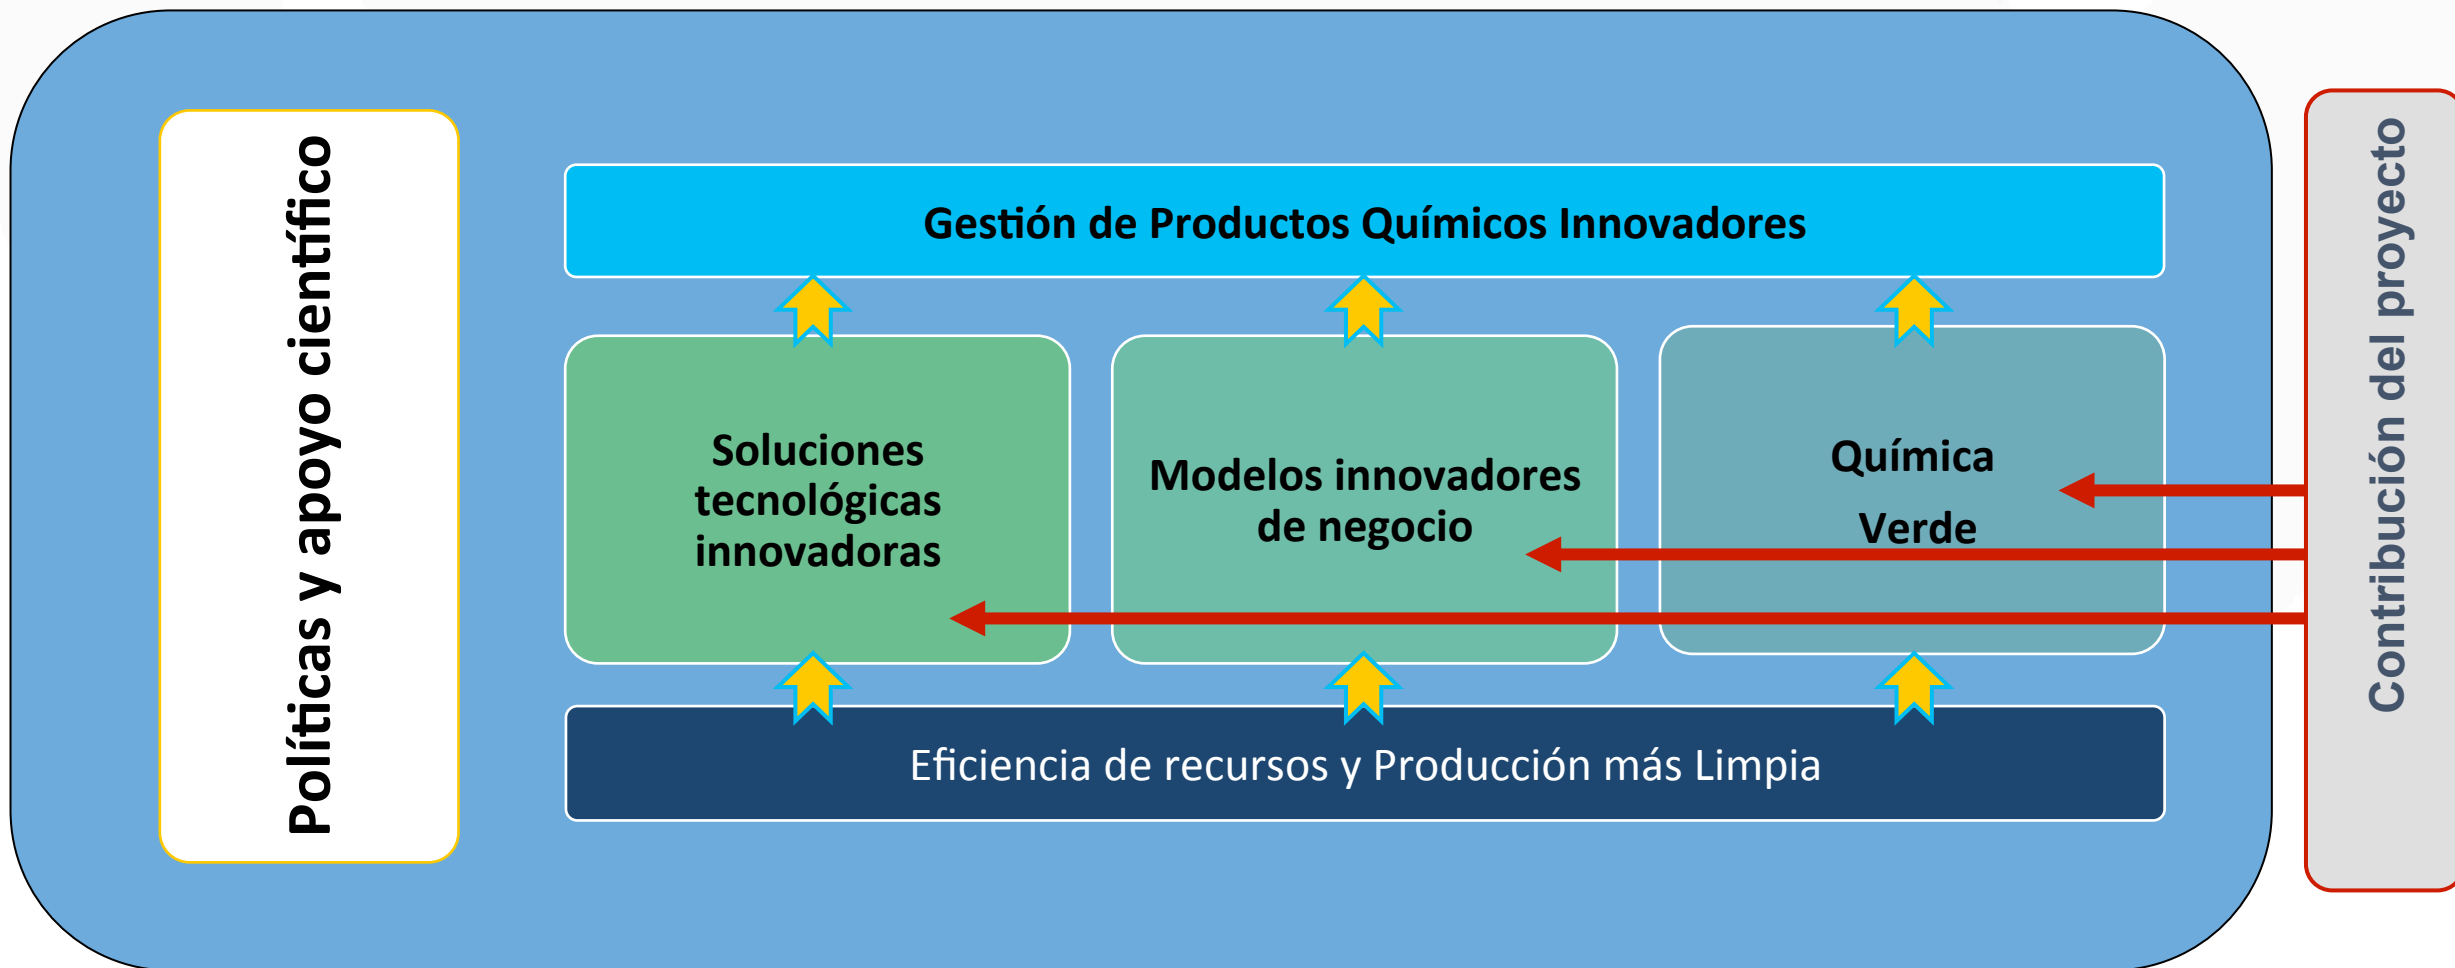 Políticas y apoyo científico
Gestión de Productos Químicos Innovadores
Soluciones
tecnológicas
innovadoras
Modelos innovadores
de negocio
Química
Verde
Eficiencia de recursos y Producción más Limpia
Contribución del proyecto